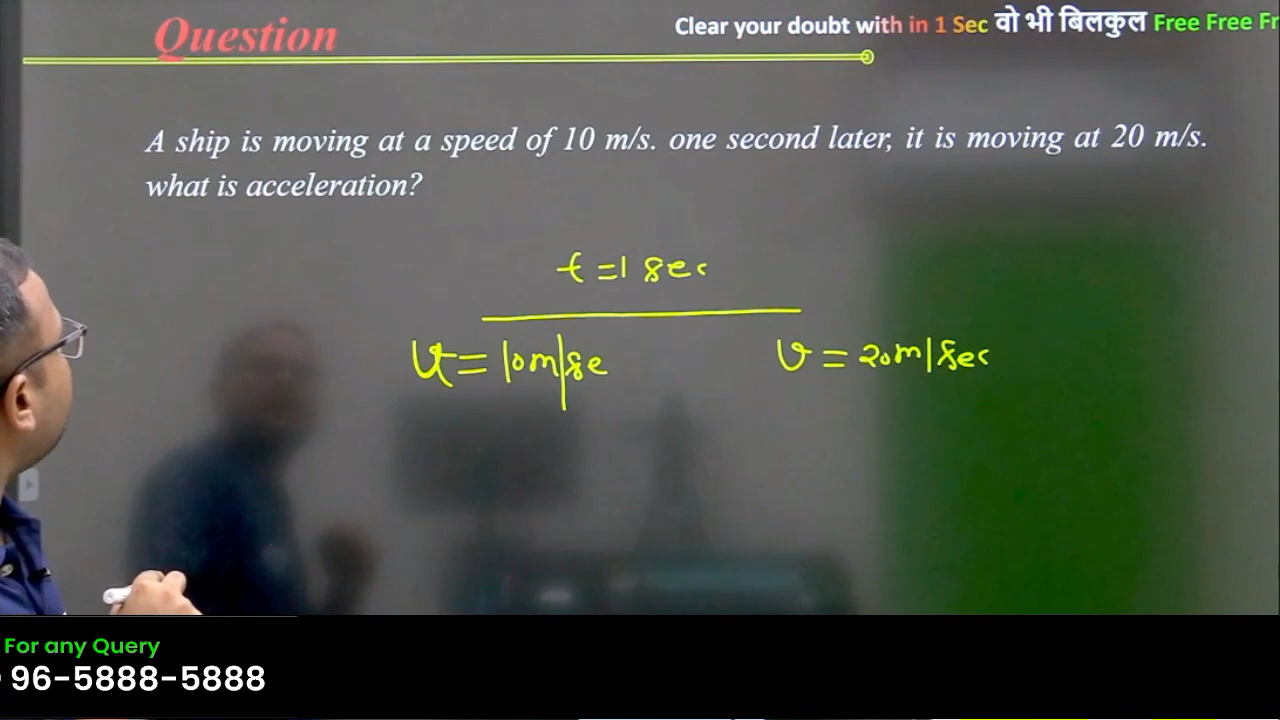 Question
Clear your doubt with in 1 Sec वो भी बिलकुल Free Free Fr
A ship is moving at a speed of 10 m/s. one second later, it is moving at 20 m/s.
what is acceleration?
t = 1 sec
u = 10m|se
v = 20m|sec
For any Query
96-5888-5888